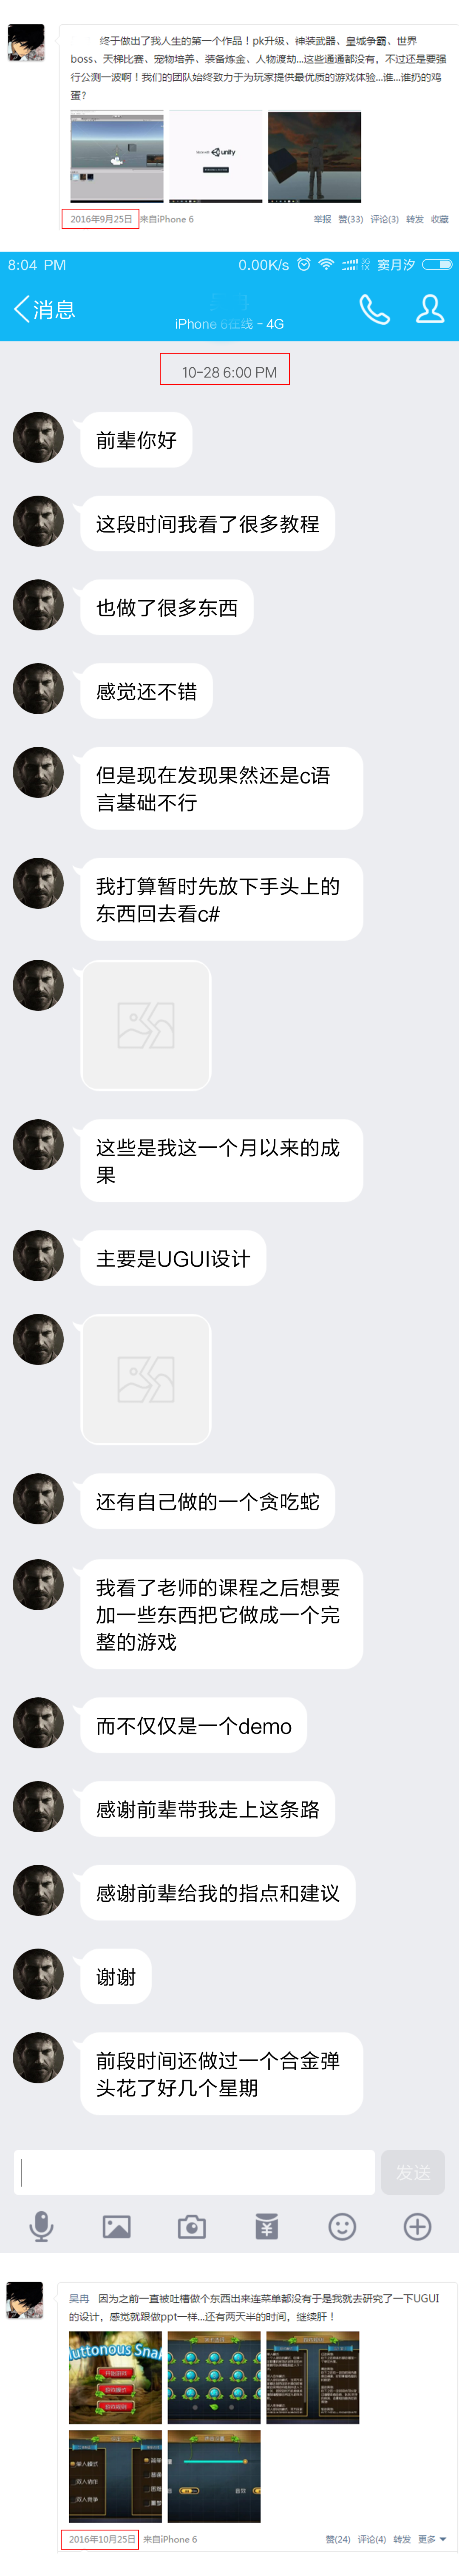 终于做出了我人生的第一个作品！pk升级、神装武器、皇城争霸、世界
boss、天梯比赛、宠物培养、装备炼金、人物渡劫...这些通通都没有，不过还是要强
行公测一波啊！我们的团队始终致力于为玩家提供最优质的游戏体验...谁...谁扔的鸡
蛋？
unity
2016年9月25日 来自iPhone 6 举报 赞(33) 评论(3) 转发 收藏
8:04 PM 0.00K/s 3G 1X 窦月汐
消息
iPhone 6在线 - 4G
10-28 6:00 PM
前辈你好
这段时间我看了很多教程
也做了很多东西
感觉还不错
但是现在发现果然还是c语
言基础不行
我打算暂时先放下手头上的
东西回去看c#
这些是我这一个月以来的成
果
主要是UGUI设计
还有自己做的一个贪吃蛇
我看了老师的课程之后想要
加一些东西把它做成一个完
整的游戏
而不仅仅是一个demo
感谢前辈带我走上这条路
感谢前辈给我的指点和建议
谢谢
前段时间还做过一个合金弹
头花了好几个星期
发送
吴冉 因为之前一直被吐槽做个东西出来连菜单都没有于是我就去研究了一下UGUI
的设计，感觉就跟做ppt一样...还有两天半的时间，继续肝！
luttonous Snak
2016年10月25日 来自iPhone 6 赞(24) 评论(4) 转发 更多